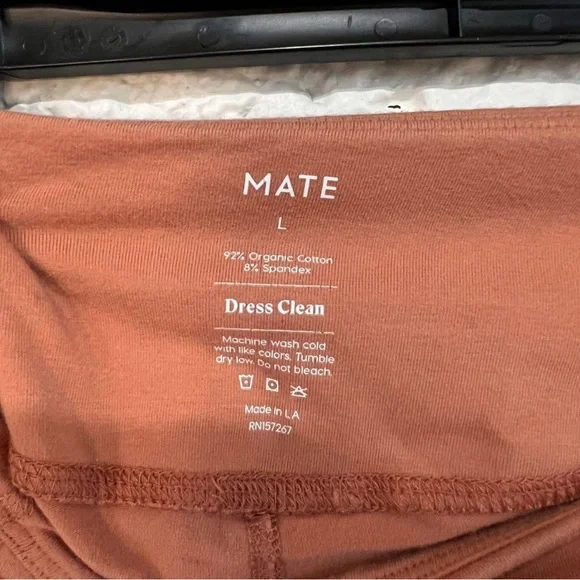 MATE
L
92% Organic Cotton
8% Spandex
Dress Clean
Machine wash cold
with like colors. Tumble
dry low. Do not bleach.
Made in LA
RN157267